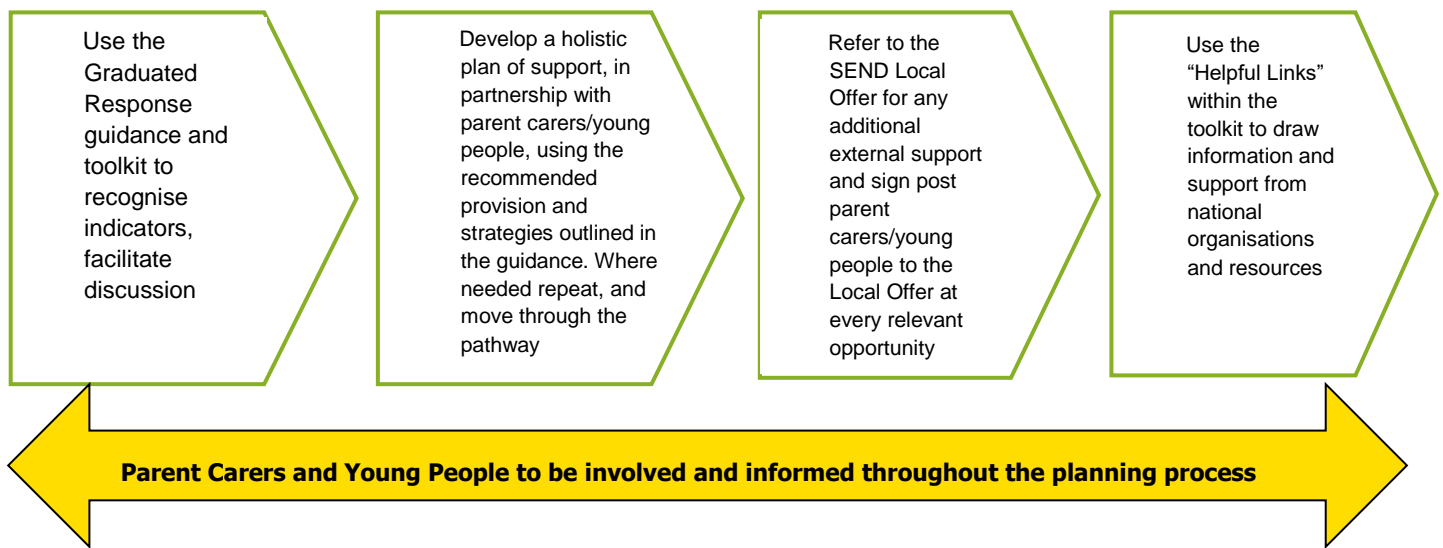 Use the
Graduated
Response
guidance and
toolkit to
recognise
indicators,
facilitate
discussion
Develop a holistic
plan of support, in
partnership with
parent carers/young
people, using the
recommended
provision and
strategies outlined in
the guidance. Where
needed repeat, and
move through the
pathway
Refer to the
SEND Local
Offer for any
additional
external support
and sign post
parent
carers/young
people to the
Local Offer at
every relevant
opportunity
Use the
“Helpful Links”
within the
toolkit to draw
information and
support from
national
organisations
and resources
Parent Carers and Young People to be involved and informed throughout the planning process